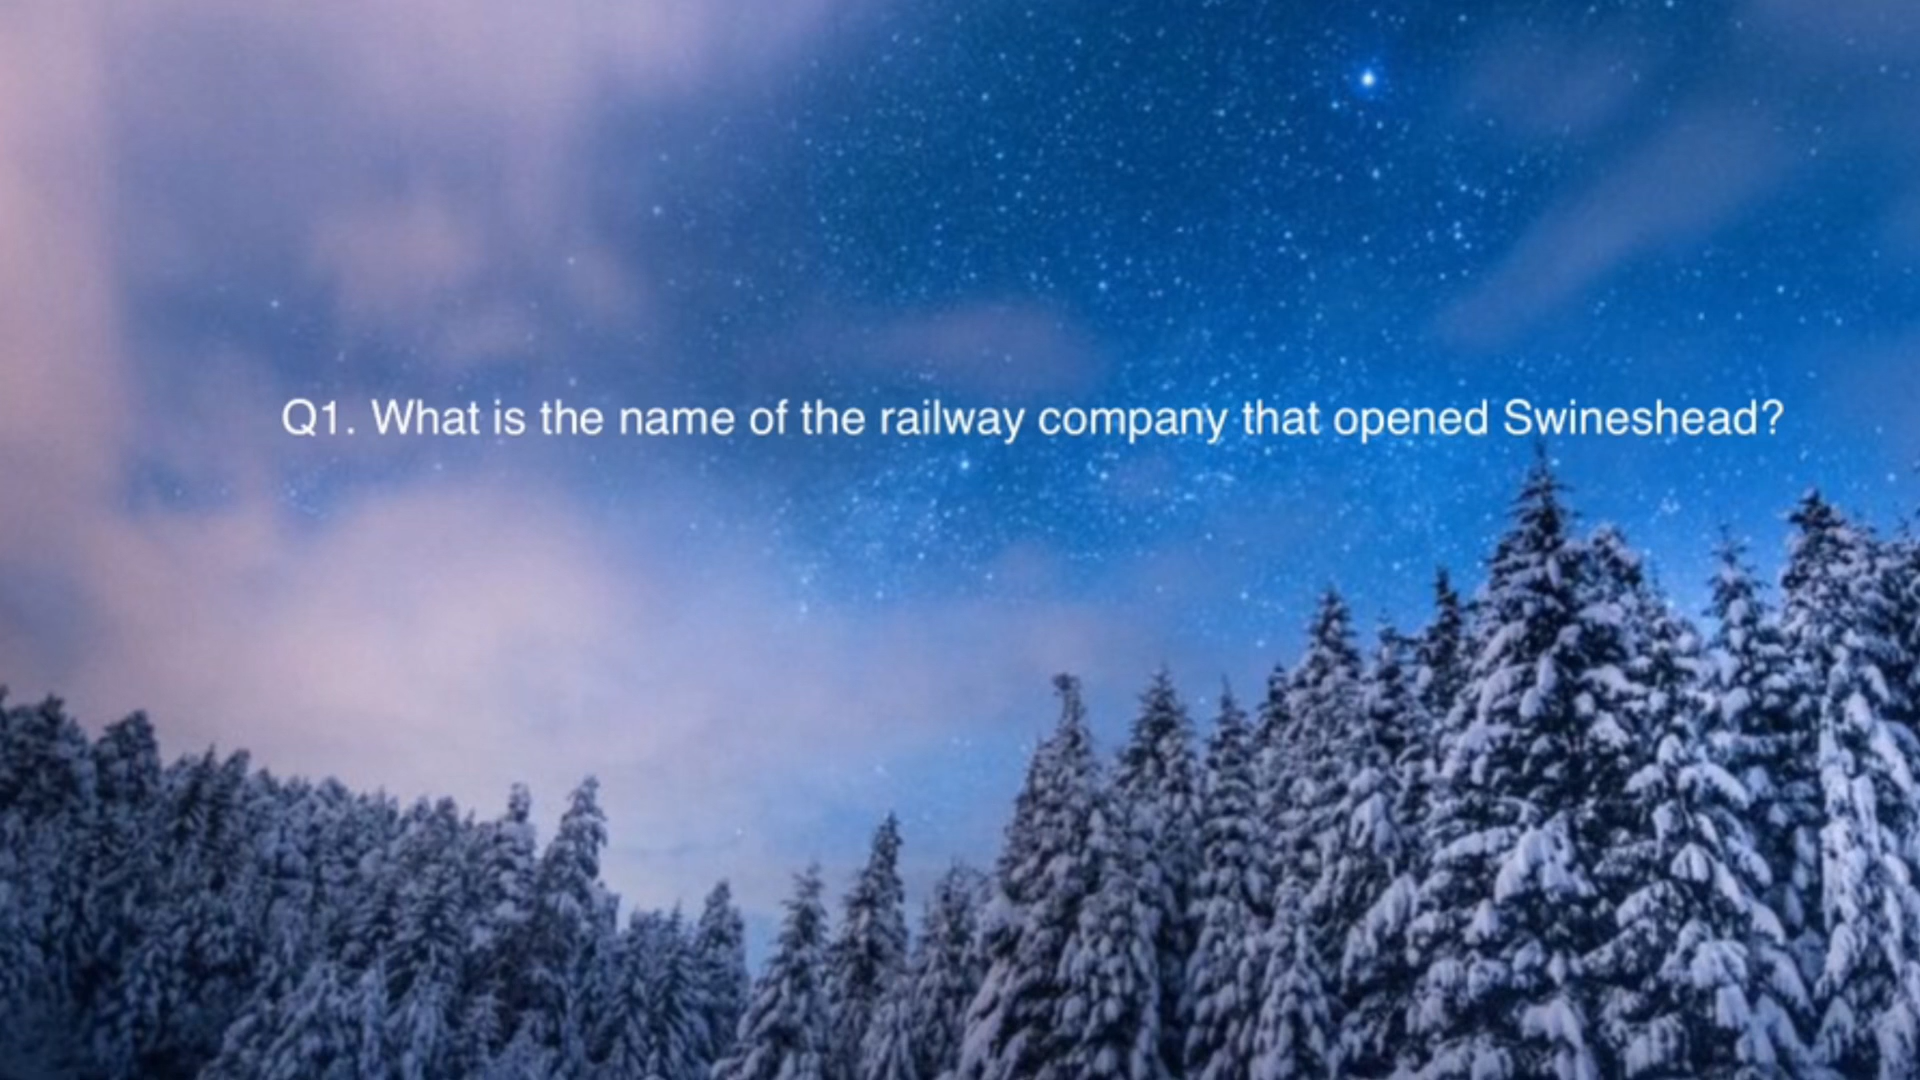 Q1. What is the name of the railway company that opened Swineshead?